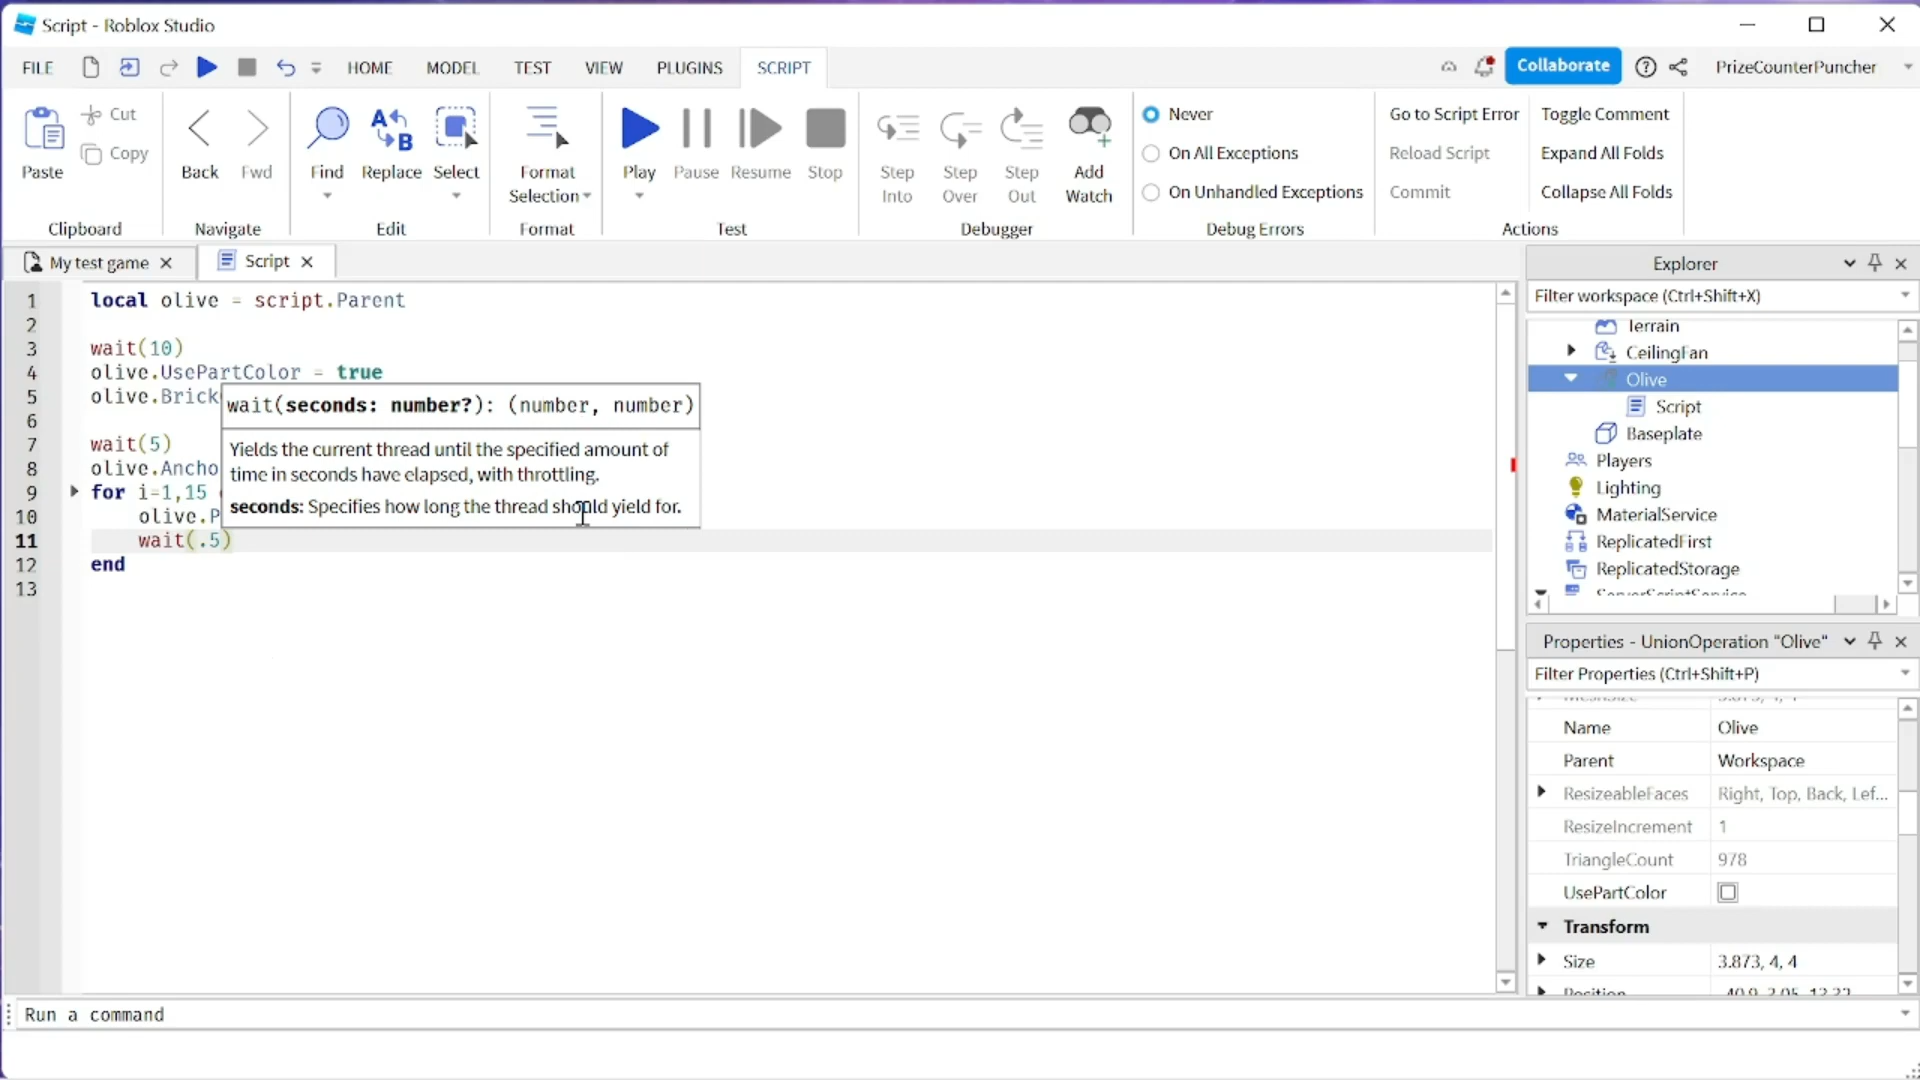 Script - Roblox Studio
FILE HOME MODEL TEST VIEW PLUGINS SCRIPT Collaborate PrizeCounterPuncher
Paste Cut Copy
Clipboard
Back Fwd
Navigate
Find Replace Select
Edit
Format Selection
Format
Play Pause Resume Stop
Test
Step Into Step Over Step Out Add Watch
Debugger
Never
On All Exceptions
On Unhandled Exceptions
Debug Errors
Go to Script Error Toggle Comment
Reload Script Expand All Folds
Commit Collapse All Folds
Actions
My test game Script
1 local olive = script.Parent
2
3 wait(10)
4 olive.UsePartColor = true
5 olive.Brick
6
7 wait(5)
8 olive.Ancho
9 for i=1,15
10 olive.P
11 wait(.5)
12 end
13
wait(seconds: number?): (number, number)
Yields the current thread until the specified amount of
time in seconds have elapsed, with throttling.
seconds: Specifies how long the thread should yield for.
Explorer
Filter workspace (Ctrl+Shift+X)
Terrain
CeilingFan
Olive
Script
Baseplate
Players
Lighting
MaterialService
ReplicatedFirst
ReplicatedStorage
ServerScriptService
Properties - UnionOperation "Olive"
Filter Properties (Ctrl+Shift+P)
Name Olive
Parent Workspace
ResizeableFaces Right, Top, Back, Lef...
ResizeIncrement 1
TriangleCount 978
UsePartColor
Transform
Size 3.873, 4, 4
Position
Run a command